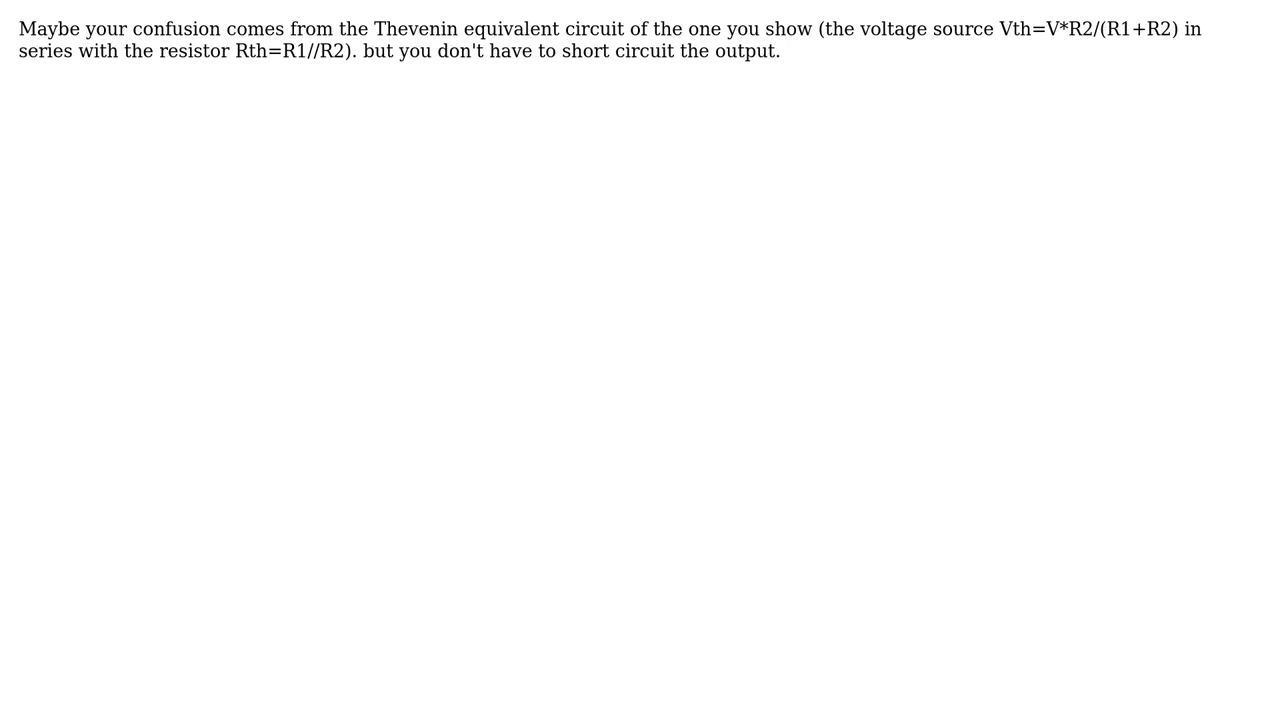 Maybe your confusion comes from the Thevenin equivalent circuit of the one you show (the voltage source Vth=V*R2/(R1+R2) in
series with the resistor Rth=R1//R2). but you don't have to short circuit the output.